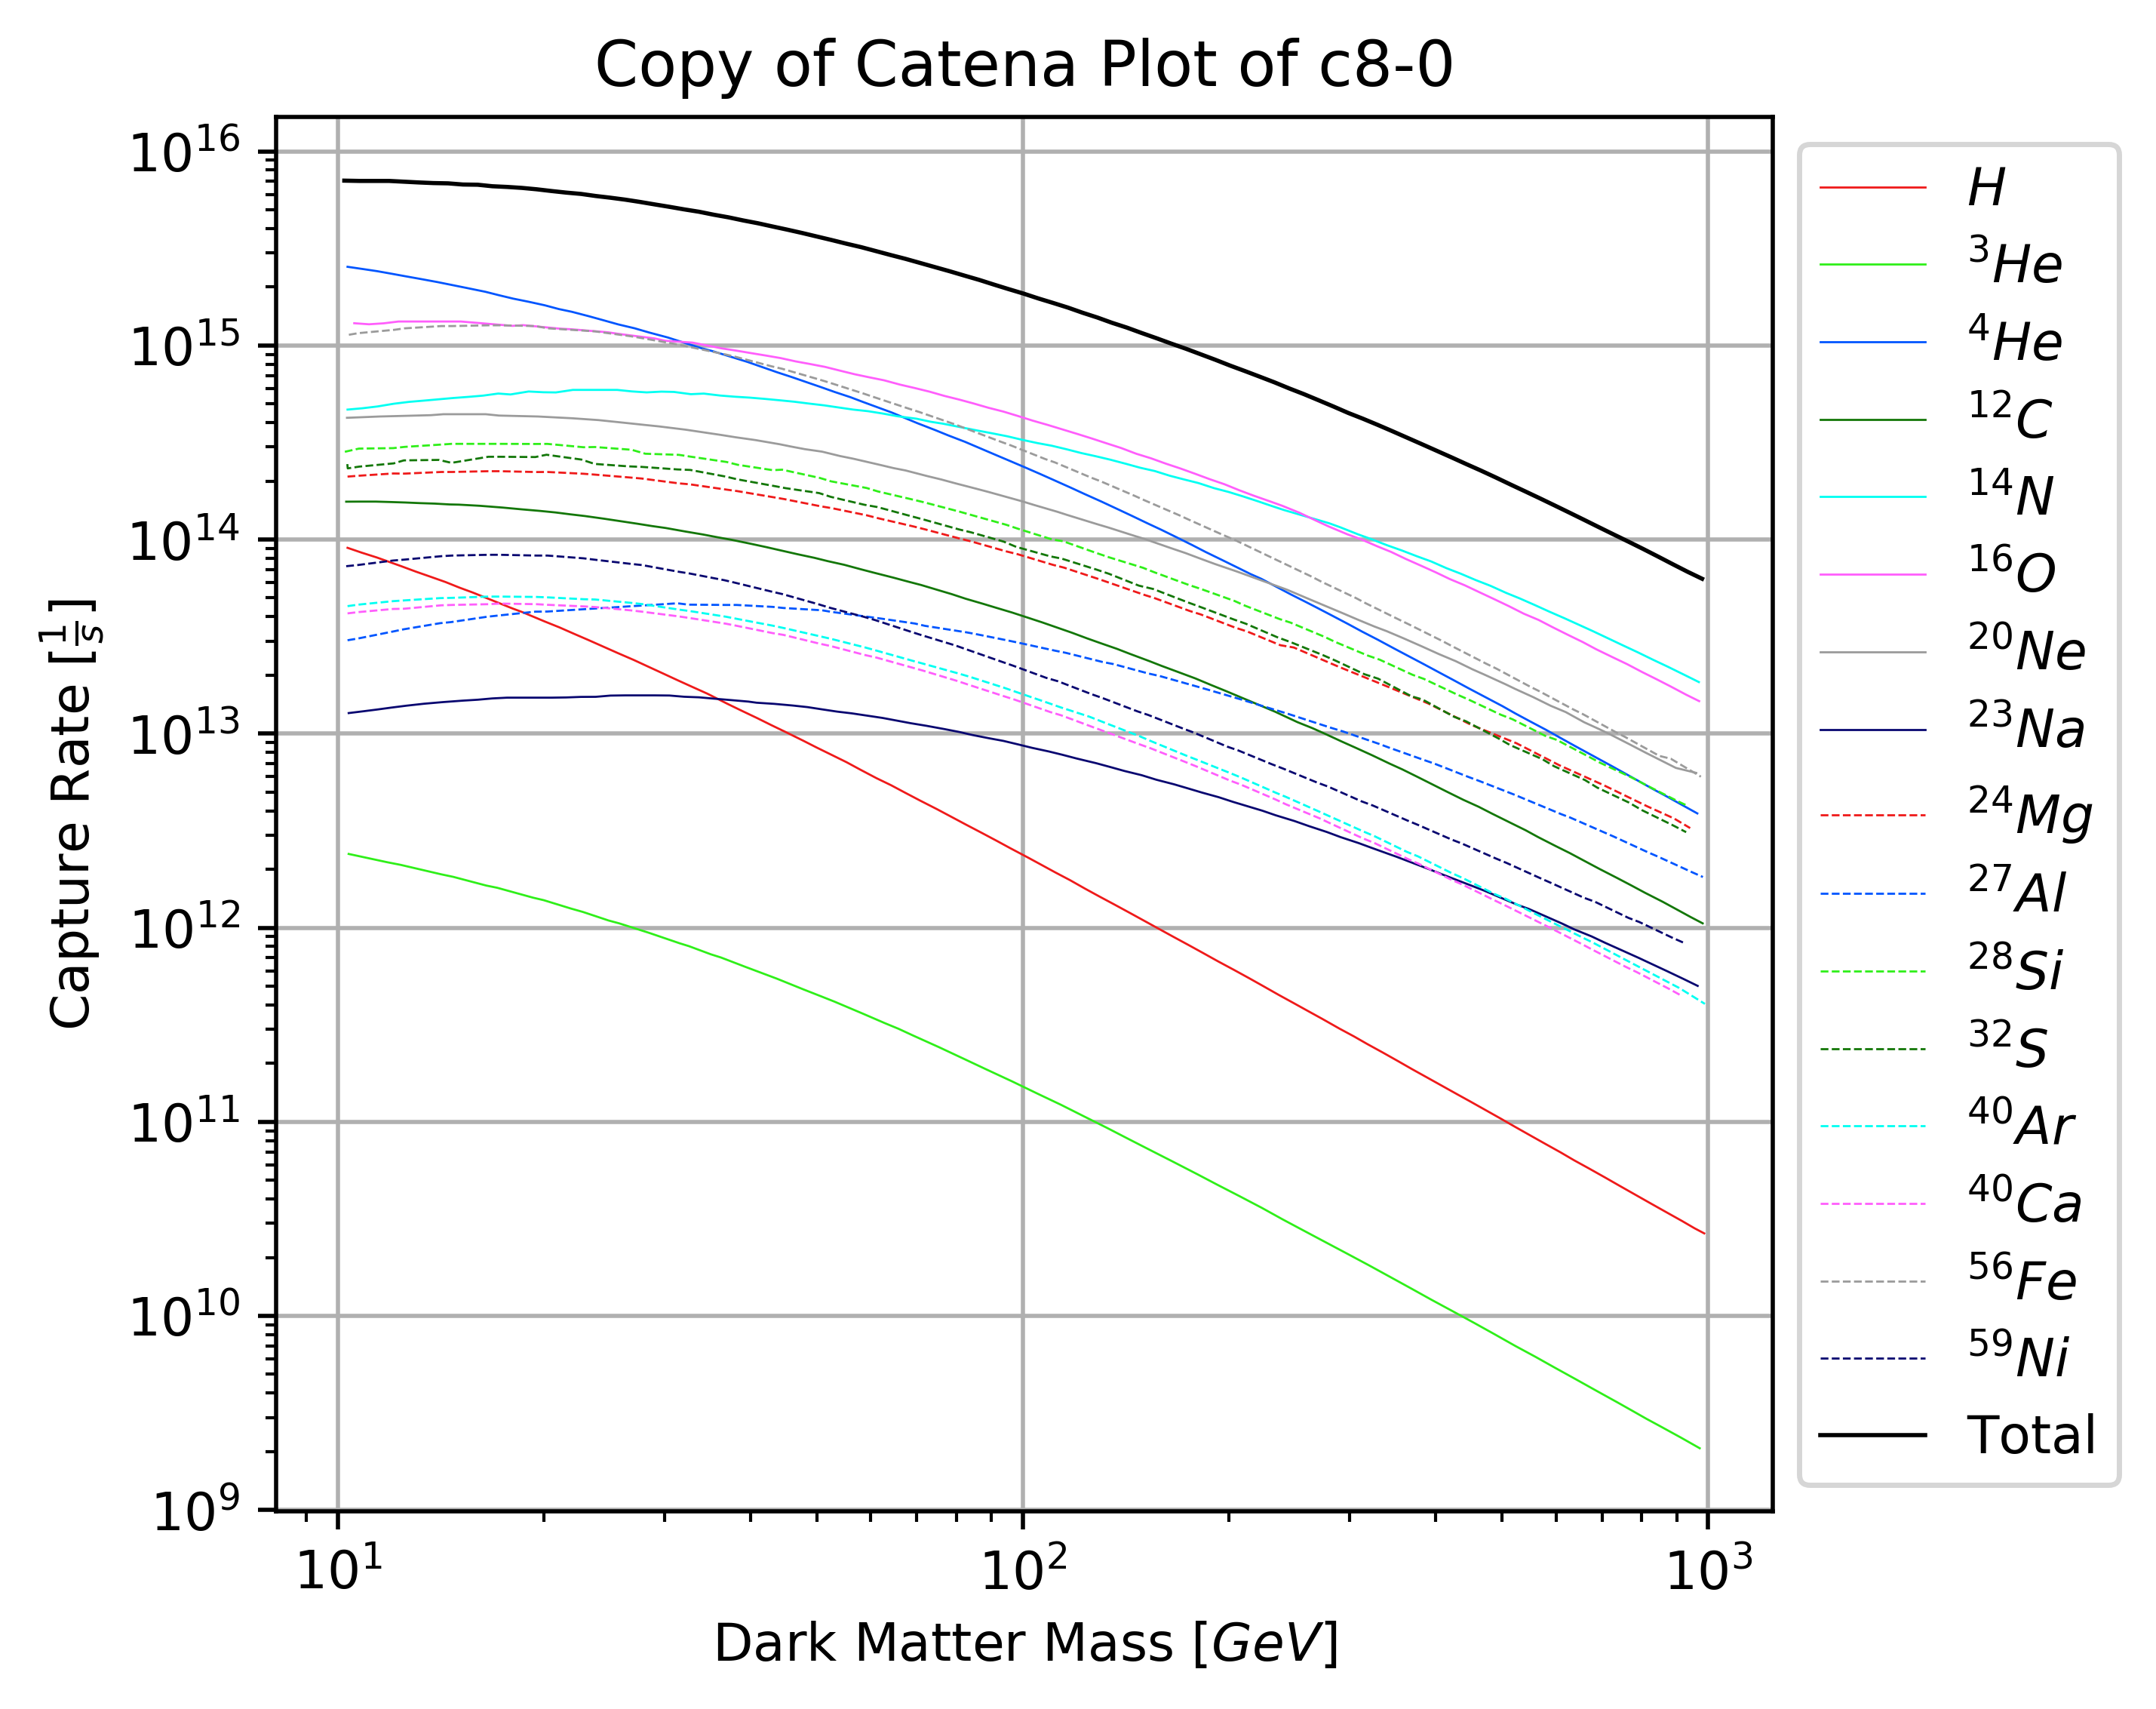 Copy of Catena Plot of c8-0
Capture Rate [1/s]
10^16
10^15
10^14
10^13
10^12
10^11
10^10
10^9
10^1
10^2
10^3
Dark Matter Mass [GeV]
H
^3He
^4He
^12C
^14N
^16O
^20Ne
^23Na
^24Mg
^27Al
^28Si
^32S
^40Ar
^40Ca
^56Fe
^59Ni
Total